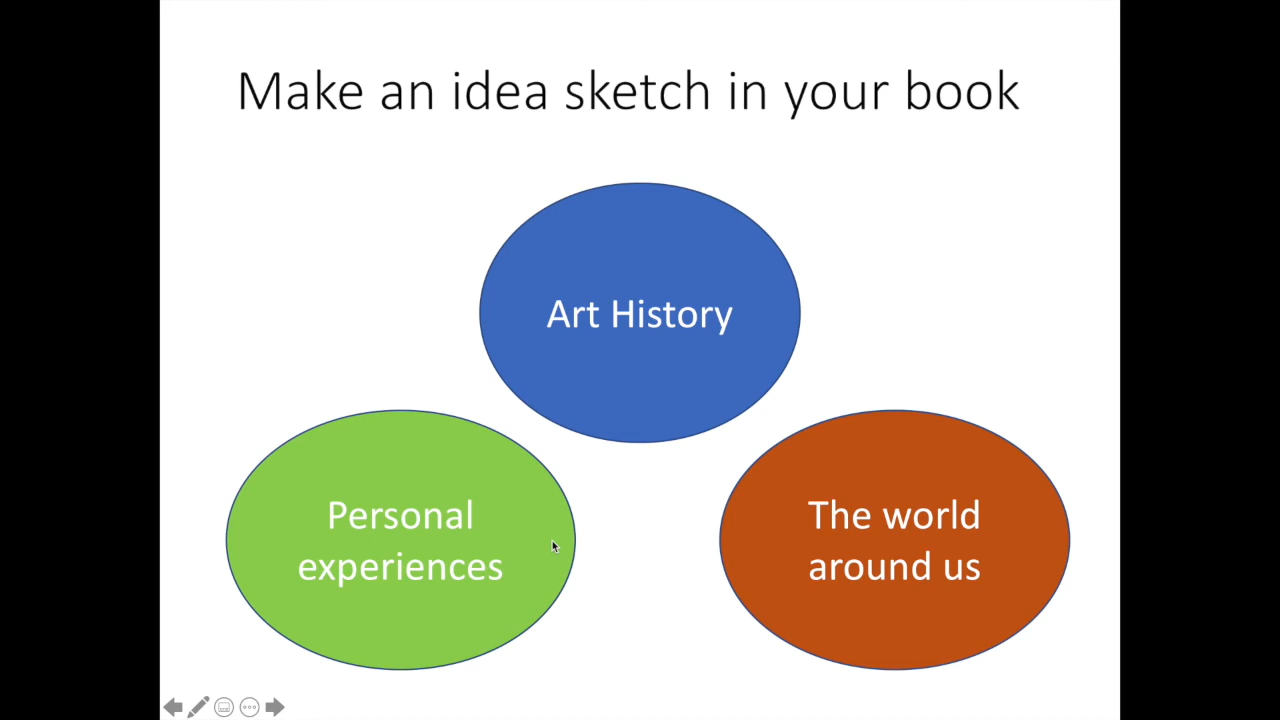 Make an idea sketch in your book
Art History
Personal
experiences
The world
around us